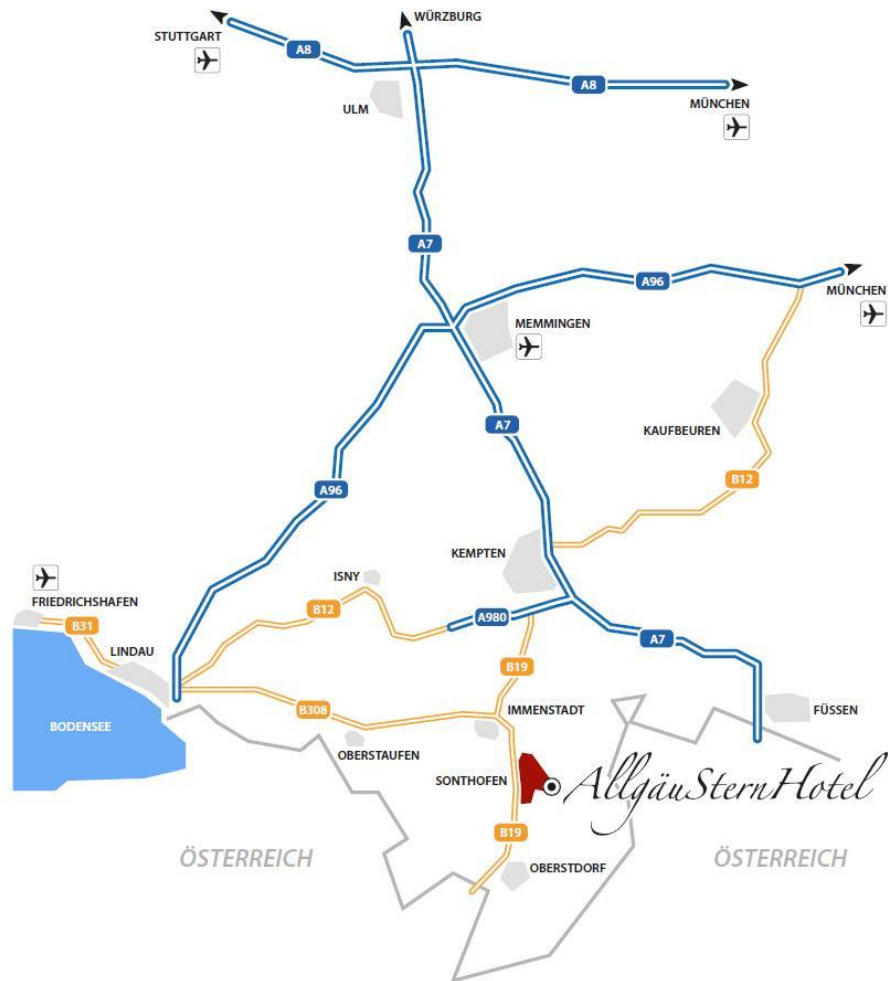 WÜRZBURG
STUTTGART
A8
A8
ULM
MÜNCHEN
A7
A96
MÜNCHEN
MEMMINGEN
A7
KAUFBEUREN
B12
A96
KEMPTEN
ISNY
FRIEDRICHSHAFEN
B12
A980
B31
A7
LINDAU
B19
B308
IMMENSTADT
FÜSSEN
BODENSEE
OBERSTAUFEN
SONTHOFEN
AllgäuSternHotel
B19
ÖSTERREICH
OBERSTDORF
ÖSTERREICH